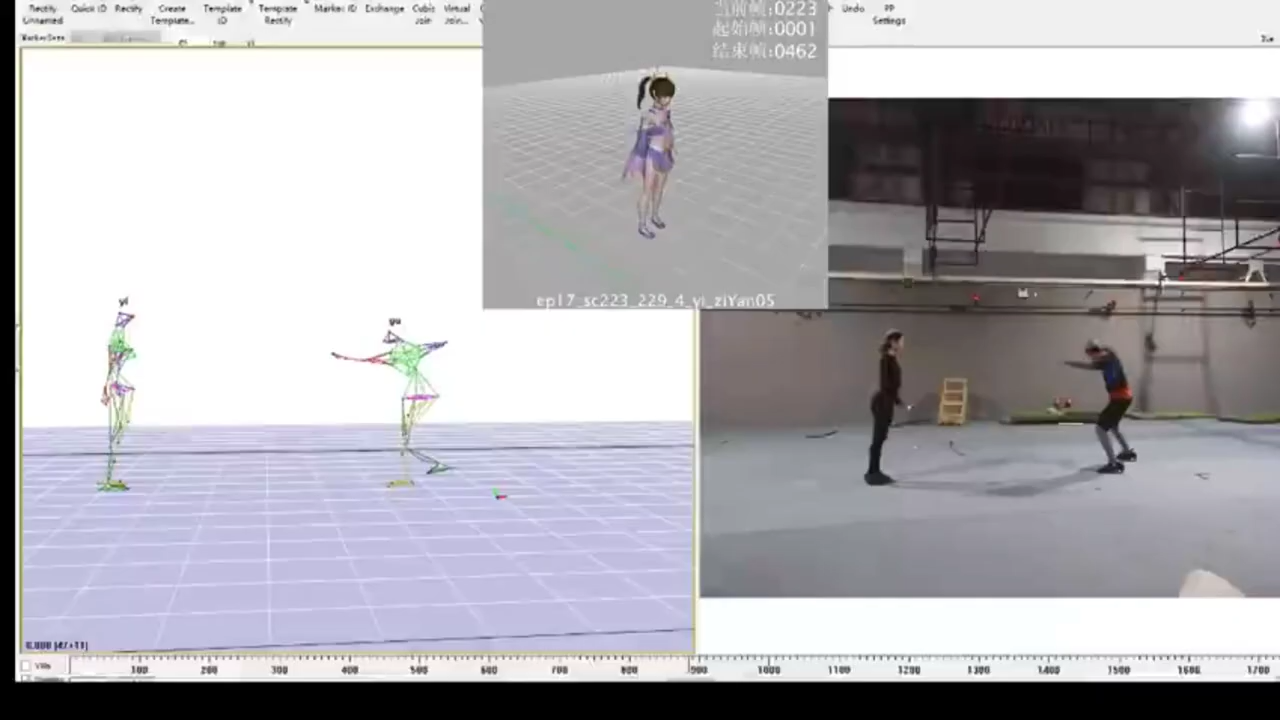 Rectify Unnamed
Quick ID
Rectify
Create Template...
Template ID
Template Rectify
Marker ID
Exchange
Cubic Join
Virtual Join...
Undo
PP Settings
当前帧:0223
起始帧:0001
结束帧:0462
yi
gu
ep17_sc223_229_4_yi_ziYan05
100 200 300 400 500 600 700 800 900 1000 1100 1200 1300 1400 1500 1600 1700